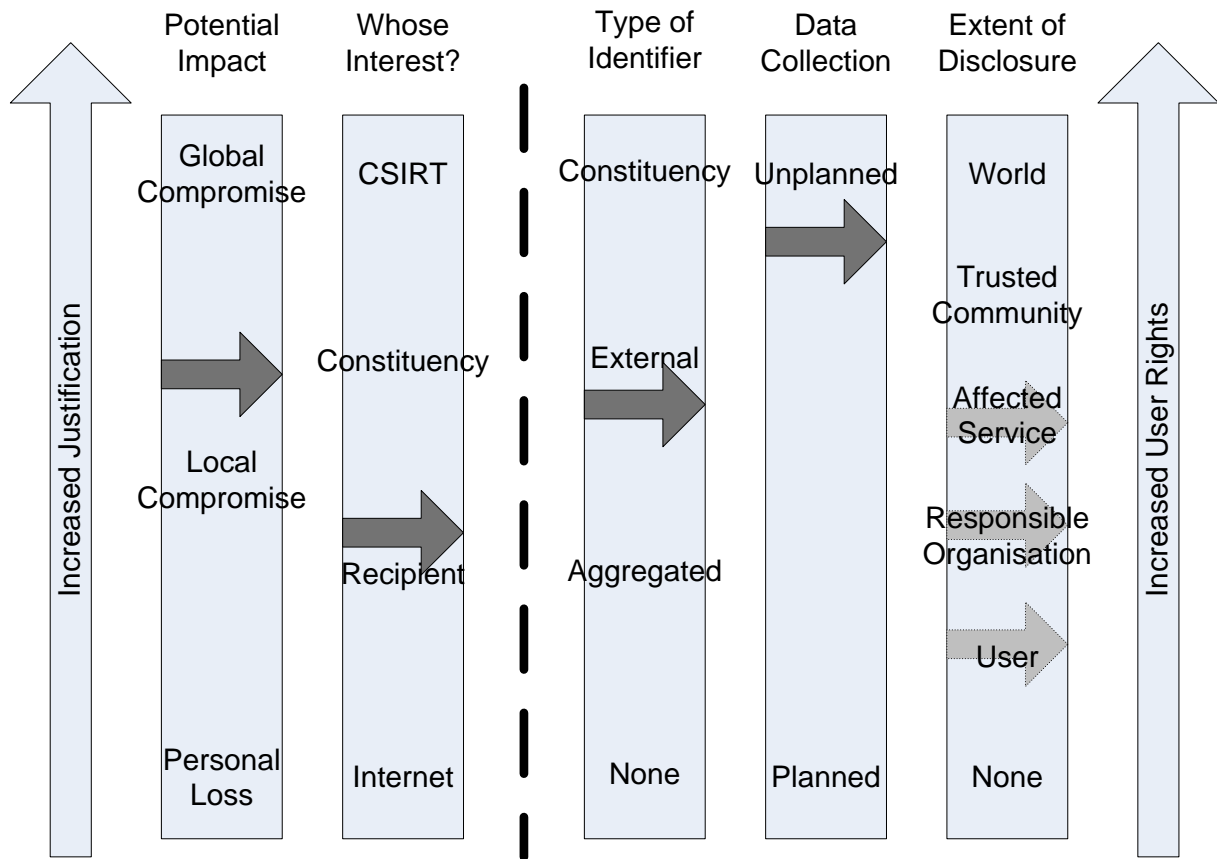 Potential
Impact
Whose
Interest?
Type of
Identifier
Data
Collection
Extent of
Disclosure
Increased Justification
Global
Compromise
Local
Compromise
Personal
Loss
CSIRT
Constituency
Recipient
Internet
Constituency
External
Aggregated
None
Unplanned
Planned
World
Trusted
Community
Affected
Service
Responsible
Organisation
User
None
Increased User Rights